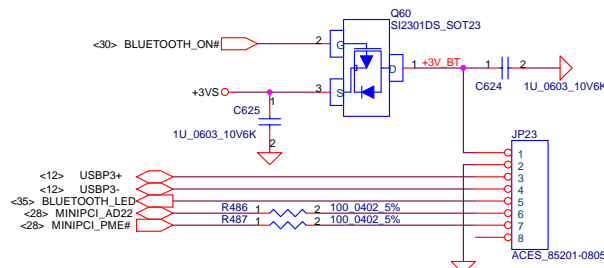 Q60
SI2301DS_SOT23
<30> BLUETOOTH_ON#
2
G
D
1
+3V_BT
1
2
C624
1U_0603_10V6K
+3VS
3
S
1
C625
1U_0603_10V6K
2
JP23
<12> USBP3+
<12> USBP3-
<35> BLUETOOTH_LED
<28> MINIPCI_AD22
<28> MINIPCI_PME#
R486 1 2 100_0402_5%
R487 1 2 100_0402_5%
1
2
3
4
5
6
7
8
ACES_85201-0805